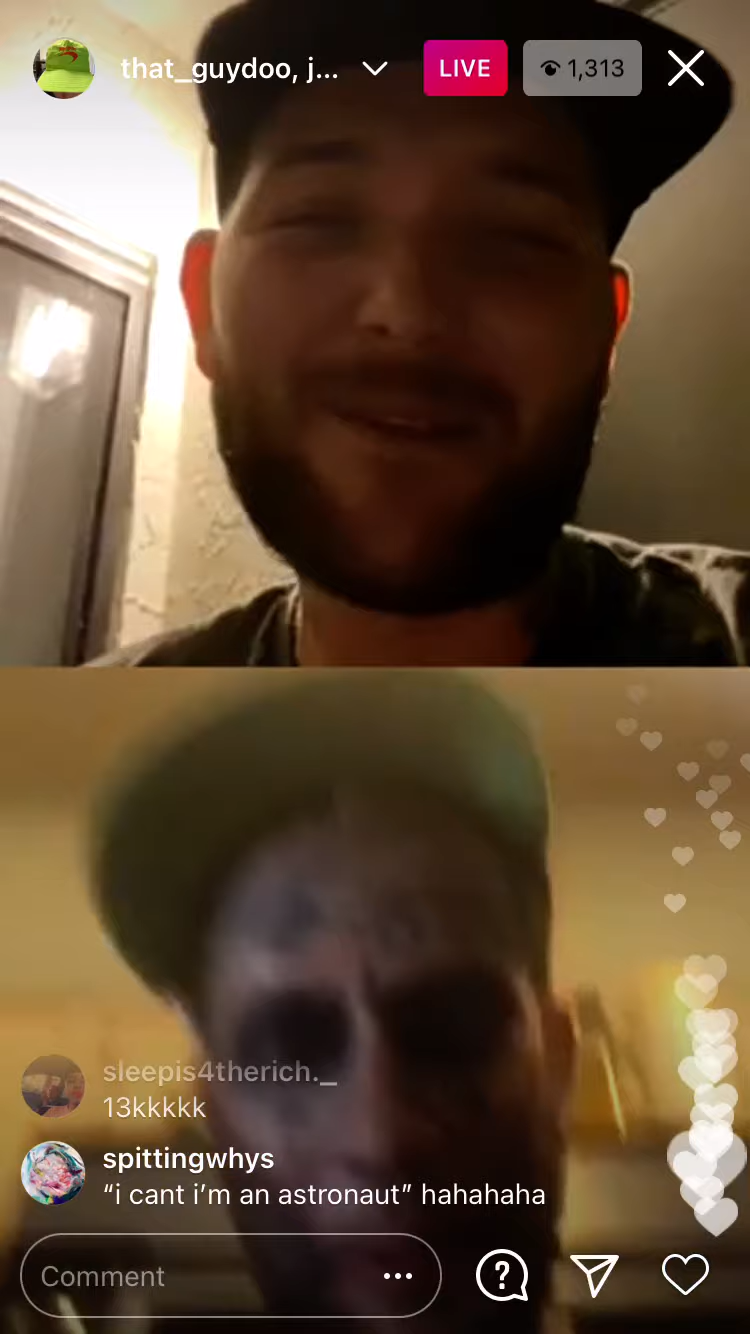 that_guydoo, j...
LIVE
1,313
sleepis4therich._
13kkkkk
spittingwhys
“i cant i’m an astronaut” hahahaha
Comment